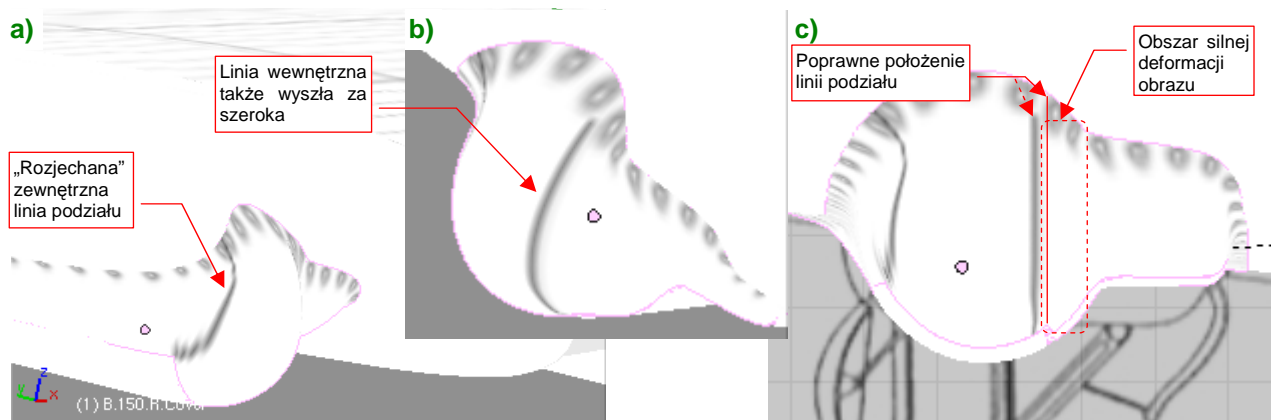 a)
b)
c)
Linia wewnętrzna
także wyszła za
szeroka
„Rozjechana”
zewnętrzna
linia podziału
Poprawne położenie
linii podziału
Obszar silnej
deformacji
obrazu
z
y
x
(1) B.150.R.Cover